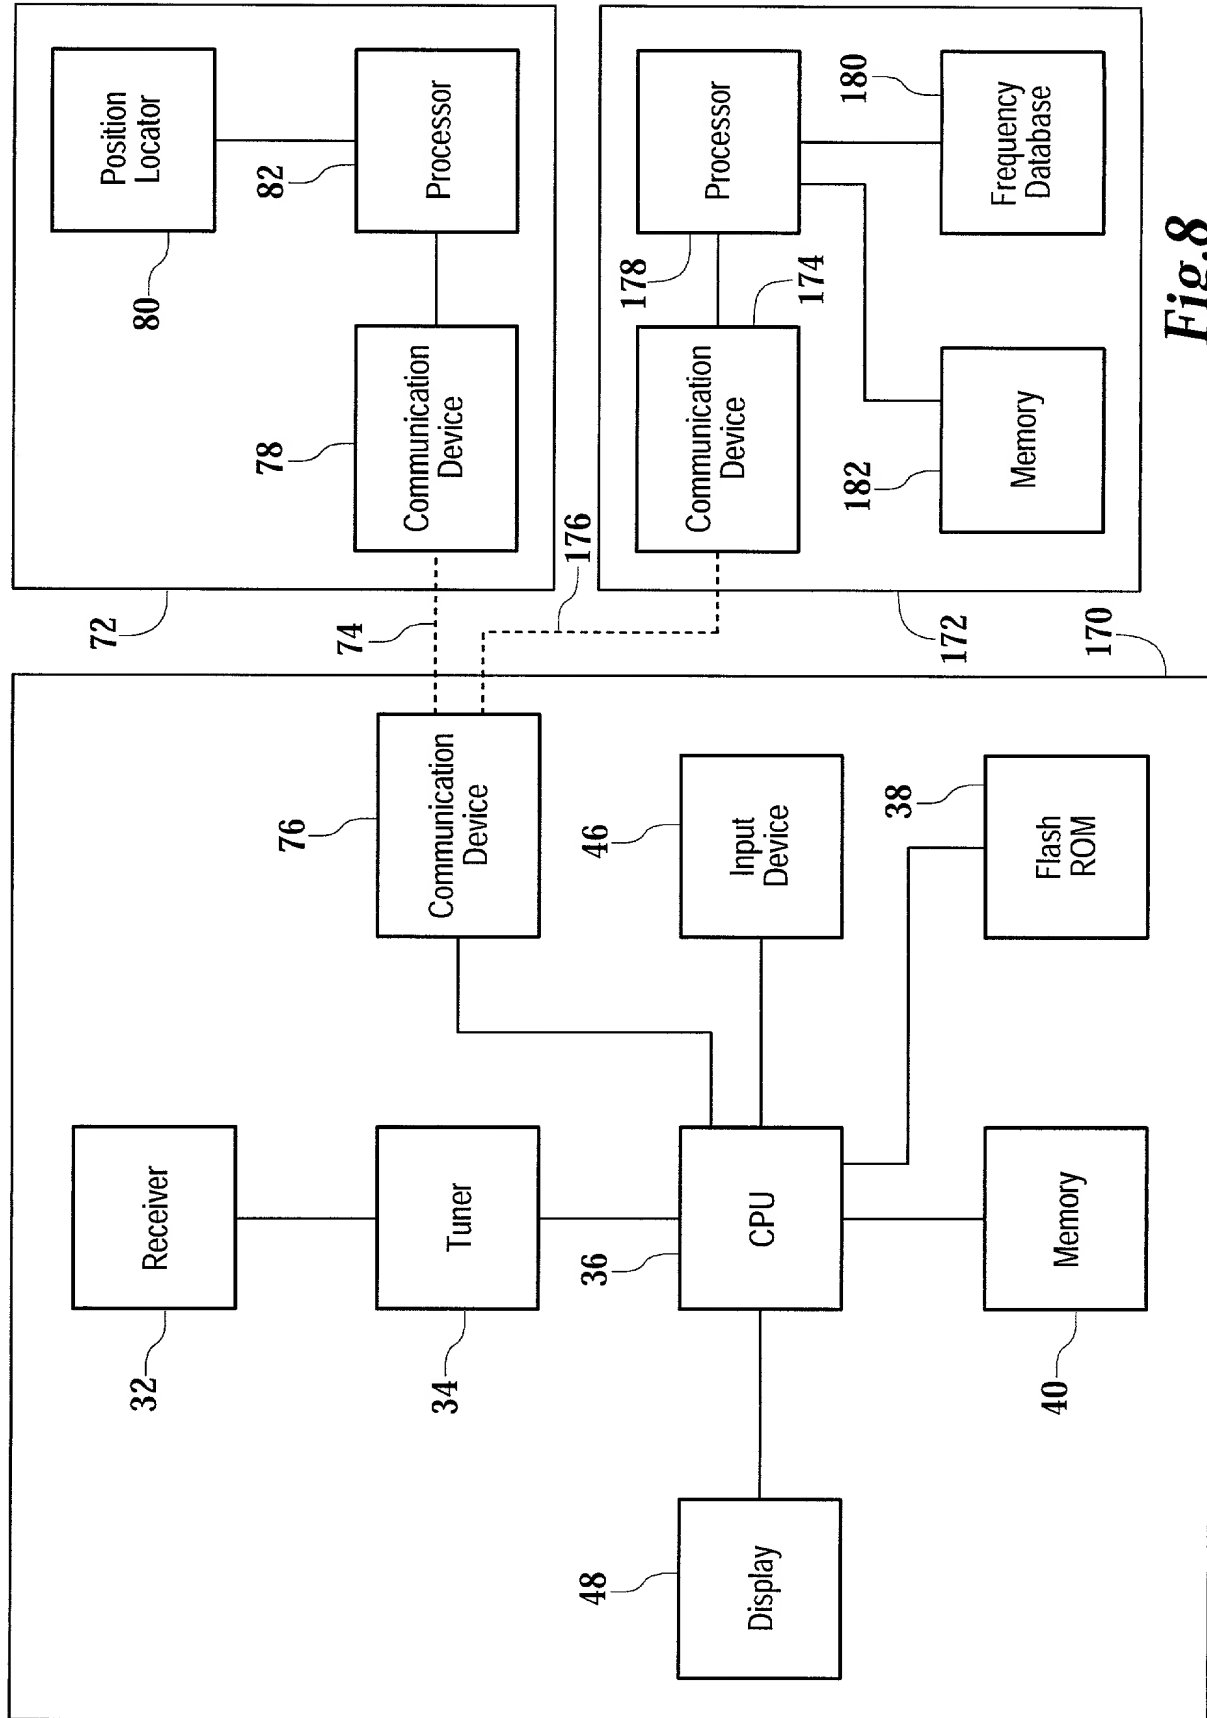 72
32
Receiver
80
Position
Locator
76
78
82
74
34
Tuner
Communication
Device
Communication
Device
Processor
176
48
36
46
178
Display
CPU
Input
Device
Communication
Device
Processor
174
182
180
38
172
Memory
Frequency
Database
40
Memory
Flash
ROM
170
Fig.8